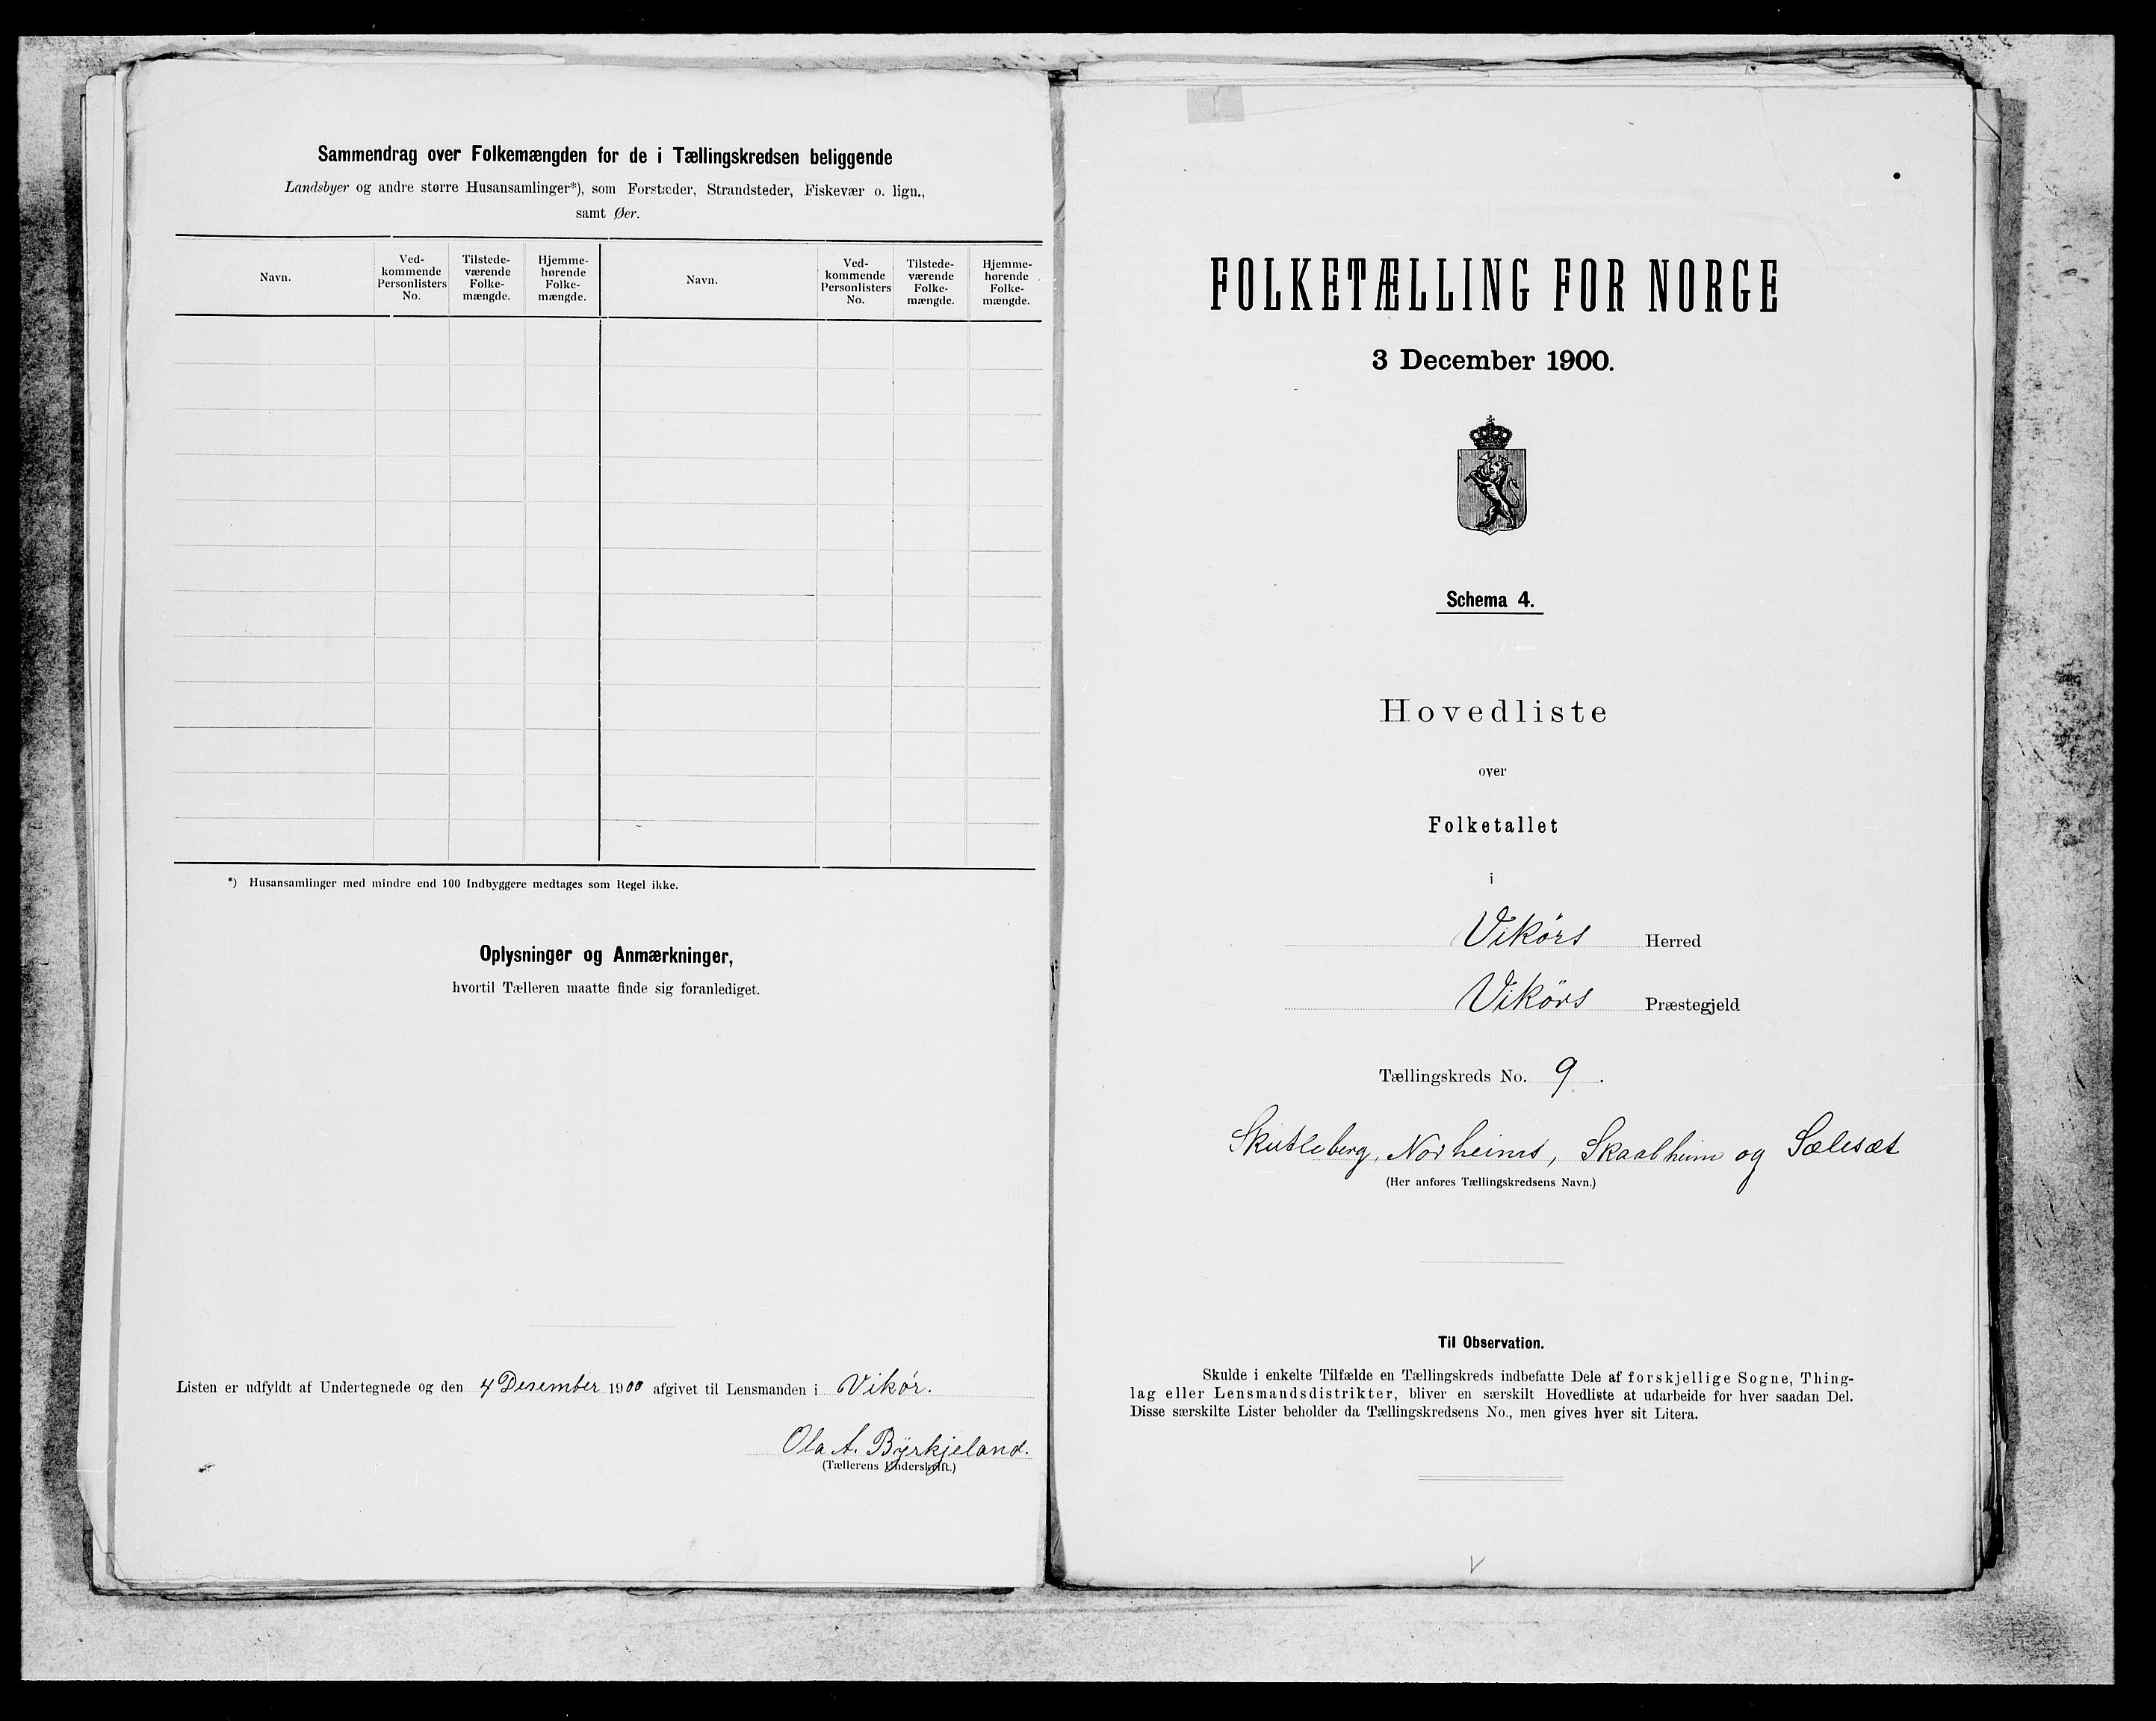 Sammendrag over Folkemængden for de i Tællingskredsen beliggende
Landsbyer og andre større Husansamlinger*), som Forstæder, Strandsteder, Fiskevær o. lign.,
samt Øer.
Navn.
Ved-
kommende
Personlisters
No.
Tilstede-
værende
Folke-
mængde.
Hjemme-
hørende
Folke-
mængde.
Navn.
Ved-
kommende
Personlisters
No.
Tilstede-
værende
Folke-
mængde.
Hjemme-
hørende
Folke-
mængde.
*) Husansamlinger med mindre end 100 Indbyggere medtages som Regel ikke.
Oplysninger og Anmærkninger,
hvortil Tælleren maatte finde sig foranlediget.
Listen er udfyldt af Undertegnede og den 4 Desember 1900 afgivet til Lensmanden i Vikør.
Ola A. Byrkjeland.
(Tællerens Underskrift.)
FOLKETÆLLING FOR NORGE
3 December 1900.
Schema 4.
Hovedliste
over
Folketallet
i
Vikørs Herred
Vikørs Præstegjeld
Tællingskreds No. 9.
Skutleberg, Norheims, Skaalheim og Sælesæt
(Her anføres Tællingskredsens Navn.)
Til Observation.
Skulde i enkelte Tilfælde en Tællingskreds indbefatte Dele af forskjellige Sogne, Thing-
lag eller Lensmandsdistrikter, bliver en særskilt Hovedliste at udarbeide for hver saadan Del.
Disse særskilte Lister beholder da Tællingskredsens No., men gives hver sit Litera.